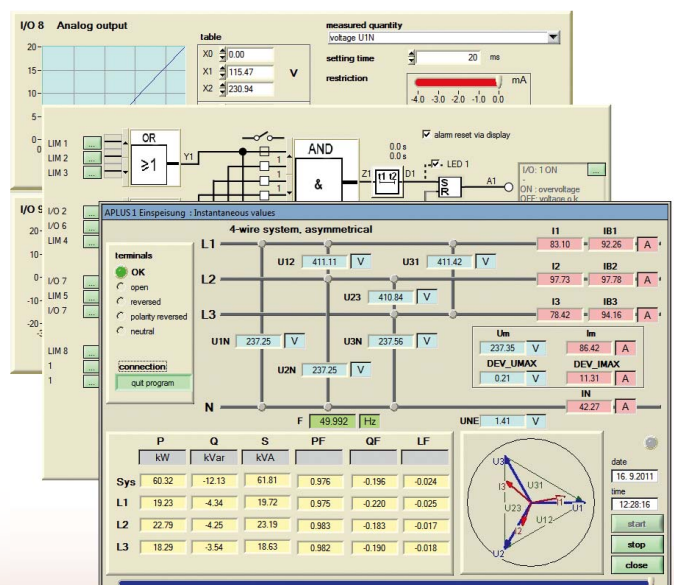 I/O 8 Analog output
table
measured quantity
voltage U1N
X0 0.00
X1 115.47 V
X2 230.94
setting time 20 ms
restriction
mA
-4.0 -3.0 -2.0 -1.0 0.0
20-
15-
10-
5-
0-
LIM 1 ...
LIM 2 ...
LIM 3 ...
OR
≥1
Y1
1
1
1
AND
&
0.0 s
0.0 s
Z1
t1 t2
D1
alarm reset via display
LED 1
S
R
A1
I/O: 1 ON ...
-
ON : overvoltage
OFF: voltage o.k
I/O 9
20-
10-
0-
-10-
-20-
I/O 2 ...
I/O 6 ...
LIM 4 ...
I/O 7 ...
LIM 5 ...
I/O 7 ...
LIM 8 ...
1 ...
1 ...
APLUS 1 Einspeisung : Instantaneous values
4-wire system, asymmetrical
terminals
OK
open
reversed
polarity reversed
neutral
connection
quit program
L1
L2
L3
N
U12 411.11 V
U31 411.42 V
U23 410.84 V
U1N 237.25 V
U3N 237.56 V
U2N 237.25 V
I1 IB1
83.10 92.26 A
I2 IB2
97.73 97.78 A
I3 IB3
78.42 94.16 A
Um Im
237.35 V 86.42 A
DEV_UMAX DEV_IMAX
0.21 V 11.31 A
IN
42.27 A
F 49.992 Hz
UNE 1.41 V
P Q S PF QF LF
kW kVar kVA
Sys 60.32 -12.13 61.81 0.976 -0.196 -0.024
L1 19.23 -4.34 19.72 0.975 -0.220 -0.025
L2 22.79 -4.25 23.19 0.983 -0.183 -0.017
L3 18.29 -3.54 18.63 0.982 -0.190 -0.018
U3
I3
U31
I1
U1
U23
U12
I2
U2
date
16. 9.2011
time
12:28:16
start
stop
close